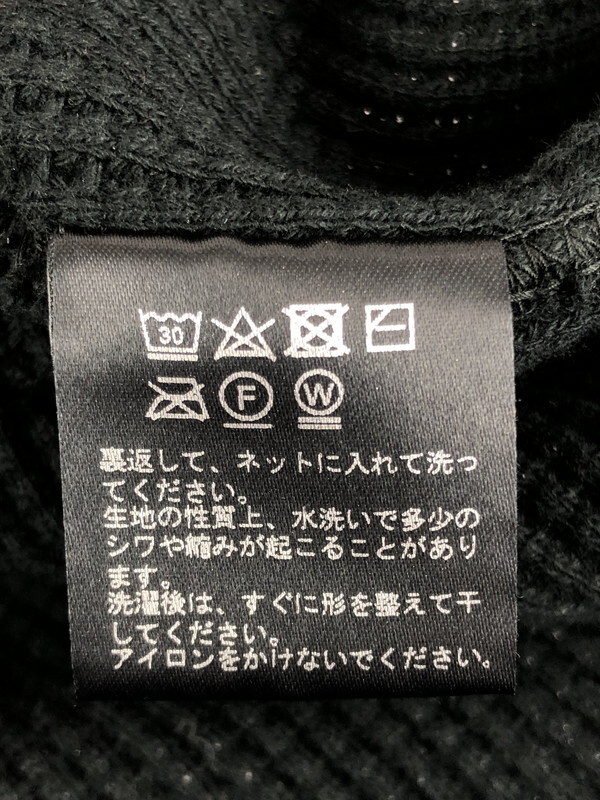 30
F W
裏返して、ネットに入れて洗っ
てください。
生地の性質上、水洗いで多少の
シワや縮みが起こることがあり
ます。
洗濯後は、すぐに形を整えて干
してください。
アイロンをかけないでください。